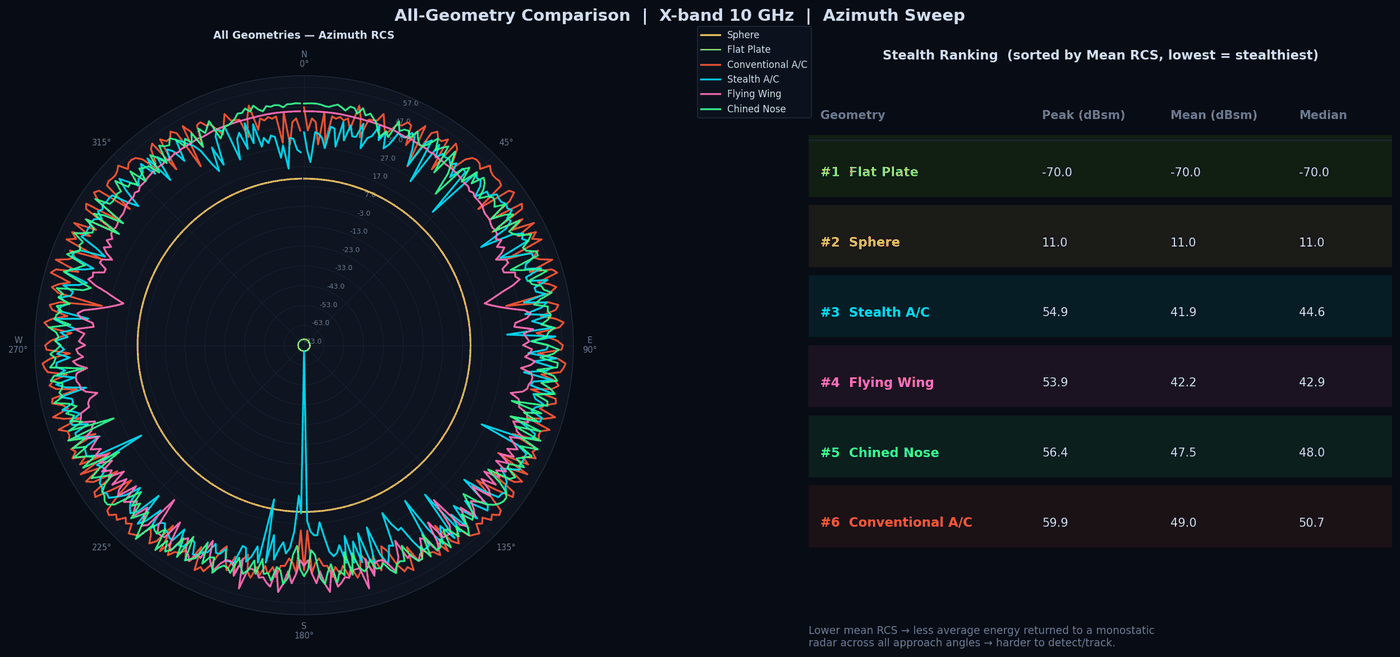 All-Geometry Comparison | X-band 10 GHz | Azimuth Sweep
All Geometries — Azimuth RCS
N
0°
45°
E
90°
135°
S
180°
225°
W
270°
315°
57.0
27.0
17.0
-3.0
-13.0
-23.0
-33.0
-43.0
-53.0
-63.0
Sphere
Flat Plate
Conventional A/C
Stealth A/C
Flying Wing
Chined Nose
Stealth Ranking (sorted by Mean RCS, lowest = stealthiest)
Geometry Peak (dBsm) Mean (dBsm) Median
#1 Flat Plate -70.0 -70.0 -70.0
#2 Sphere 11.0 11.0 11.0
#3 Stealth A/C 54.9 41.9 44.6
#4 Flying Wing 53.9 42.2 42.9
#5 Chined Nose 56.4 47.5 48.0
#6 Conventional A/C 59.9 49.0 50.7
Lower mean RCS → less average energy returned to a monostatic
radar across all approach angles → harder to detect/track.